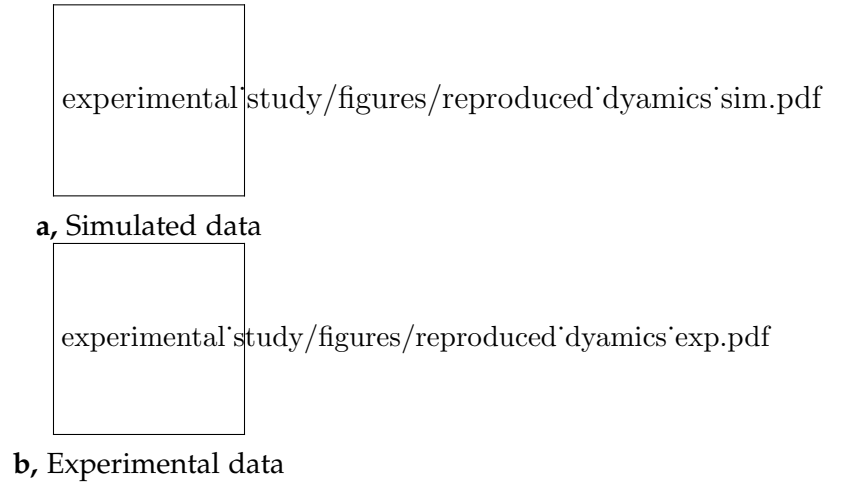 experimental˙study/figures/reproduced˙dyamics˙sim.pdf
a, Simulated data
experimental˙study/figures/reproduced˙dyamics˙exp.pdf
b, Experimental data